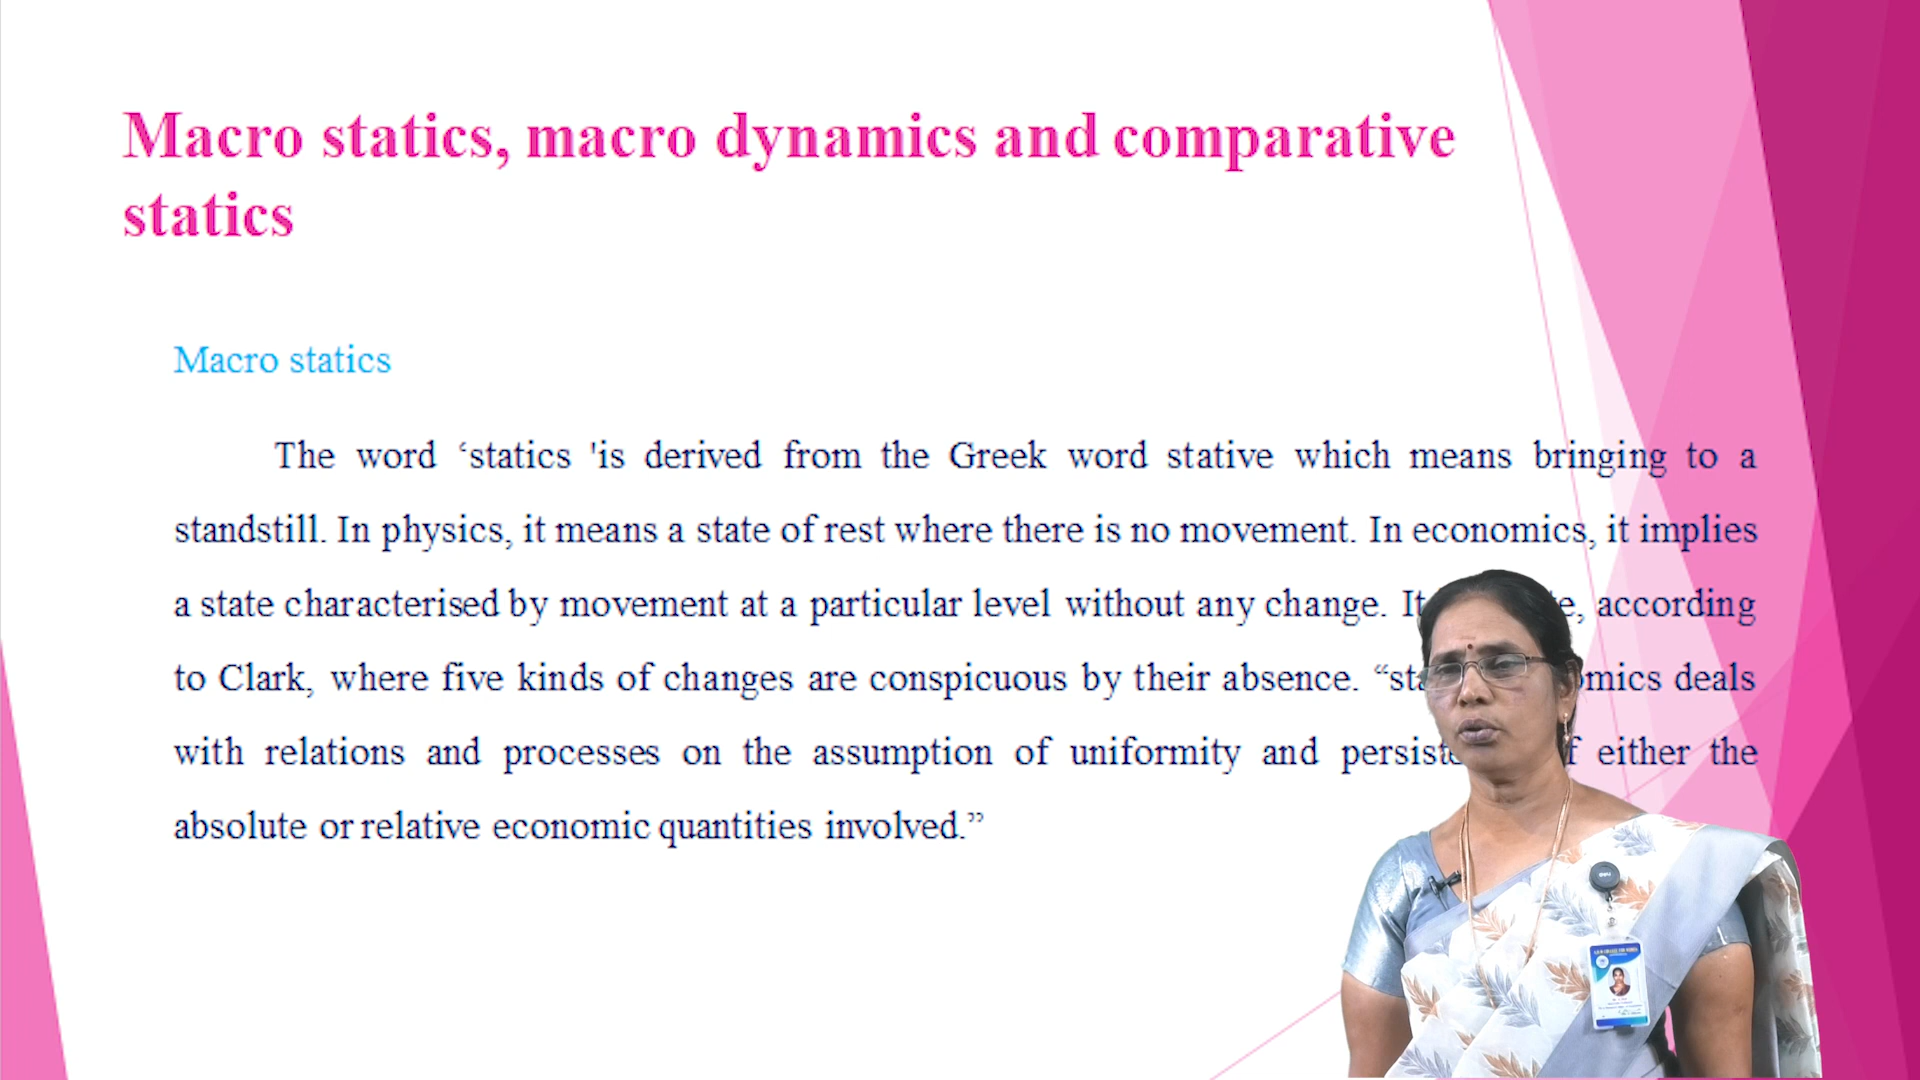 Macro statics, macro dynamics and comparative
statics
Macro statics
The word ‘statics 'is derived from the Greek word stative which means bringing to a
standstill. In physics, it means a state of rest where there is no movement. In economics, it implies
a state characterised by movement at a particular level without any change. It according
to Clark, where five kinds of changes are conspicuous by their absence. deals
with relations and processes on the assumption of uniformity and either the
absolute or relative economic quantities involved.”